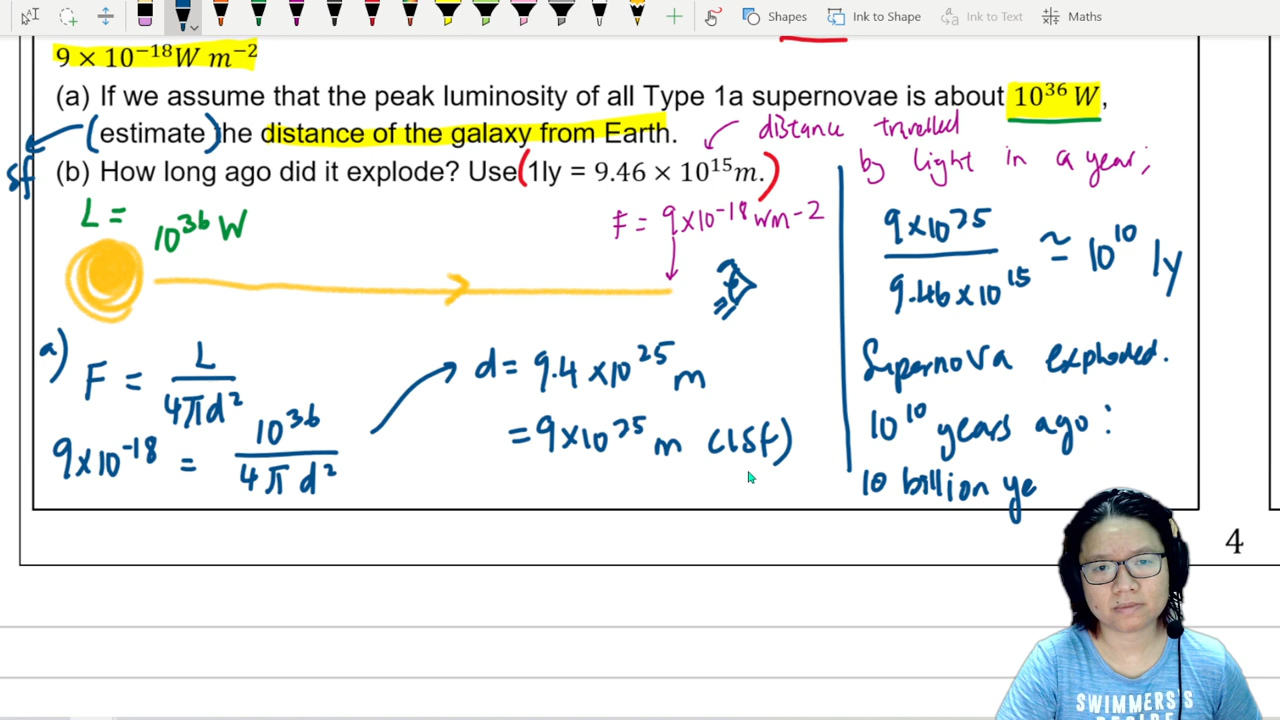 Shapes Ink to Shape Ink to Text Maths
9 × 10⁻¹⁸W m⁻²
(a) If we assume that the peak luminosity of all Type 1a supernovae is about 10³⁶ W,
(estimate) the distance of the galaxy from Earth.
sf
distance travelled
by light in a year;
(b) How long ago did it explode? Use (1ly = 9.46 × 10¹⁵m.)
L = 10³⁶ W
F = 9×10⁻¹⁸ Wm-2
a) F = L / 4πd²
9×10⁻¹⁸ = 10³⁶ / 4πd²
d = 9.4×10²⁵ m
= 9×10²⁵ m (1sf)
9×10²⁵ / 9.46×10¹⁵ ≃ 10¹⁰ ly
Supernova exploded.
10¹⁰ years ago:
10 billion ye
4
SWIMMERS'S